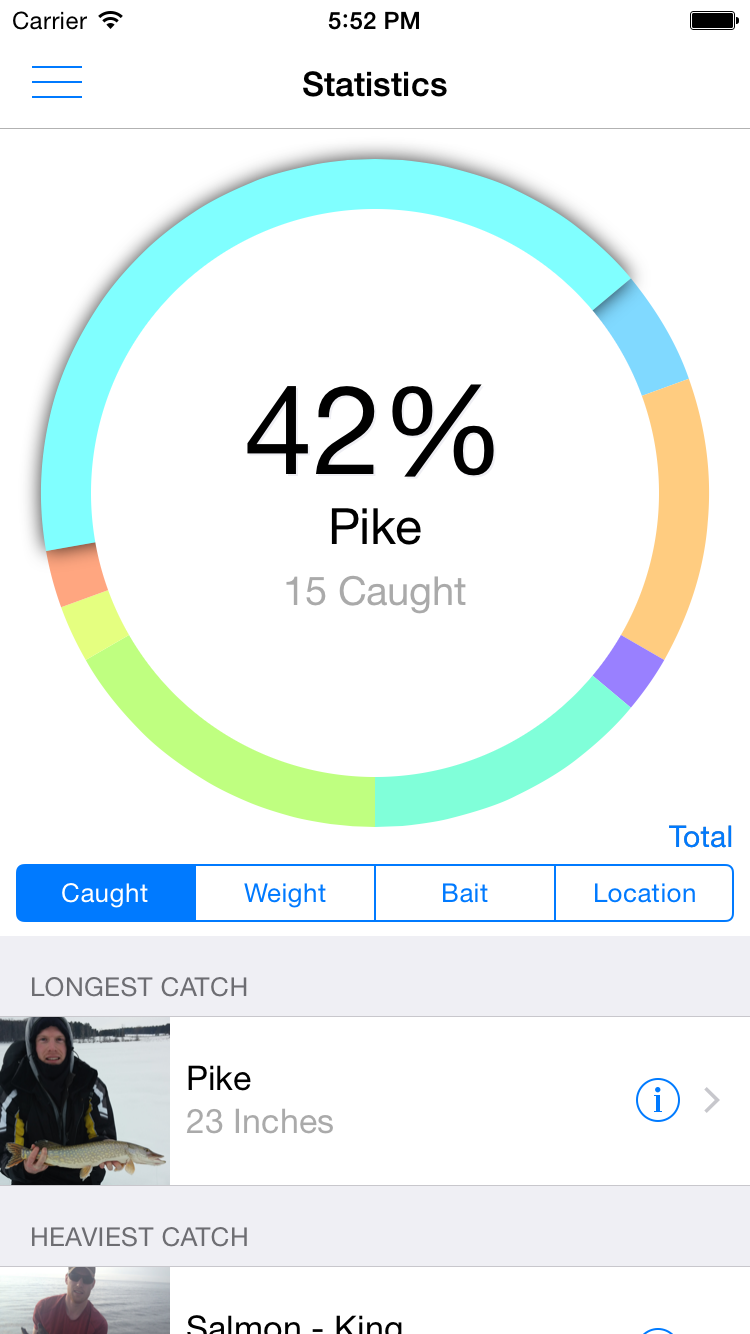 Carrier 5:52 PM
Statistics
42%
Pike
15 Caught
Total
Caught Weight Bait Location
LONGEST CATCH
Pike
23 Inches
HEAVIEST CATCH
Salmon - King